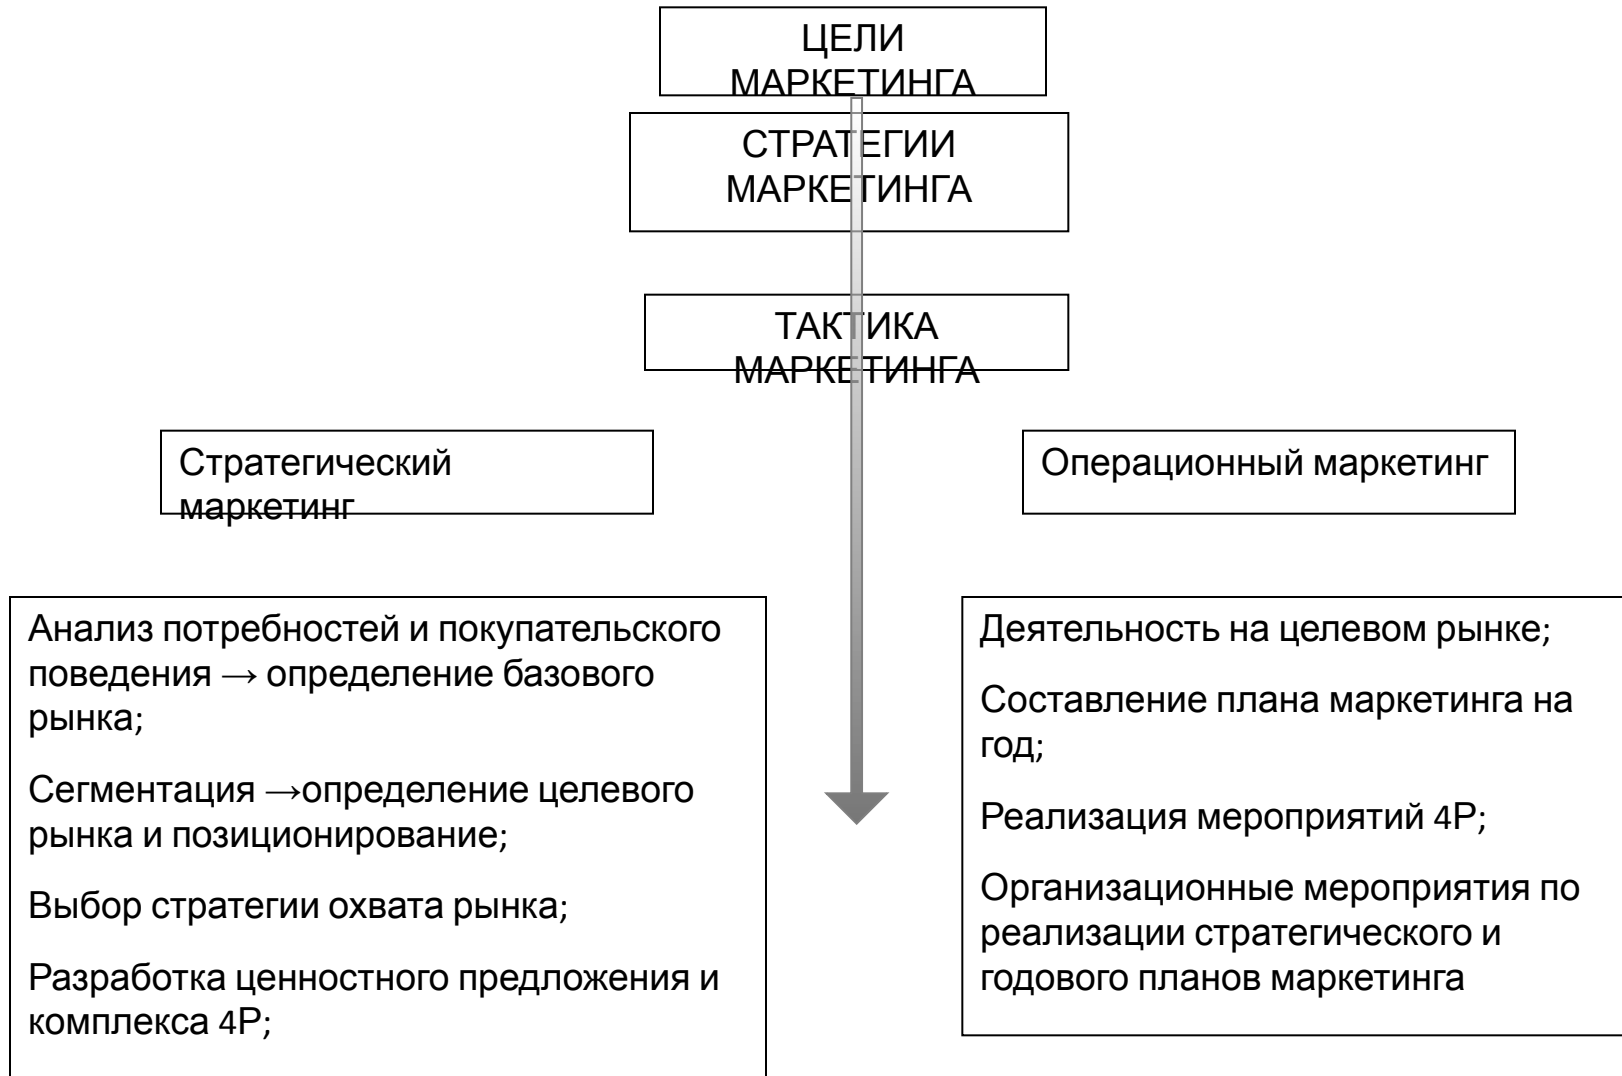 ЦЕЛИ
МАРКЕТИНГА
СТРАТЕГИИ
МАРКЕТИНГА
ТАКТИКА
МАРКЕТИНГА
Стратегический
маркетинг
Операционный маркетинг
Анализ потребностей и покупательского
поведения → определение базового
рынка;
Сегментация →определение целевого
рынка и позиционирование;
Выбор стратегии охвата рынка;
Разработка ценностного предложения и
комплекса 4Р;
Деятельность на целевом рынке;
Составление плана маркетинга на
год;
Реализация мероприятий 4Р;
Организационные мероприятия по
реализации стратегического и
годового планов маркетинга